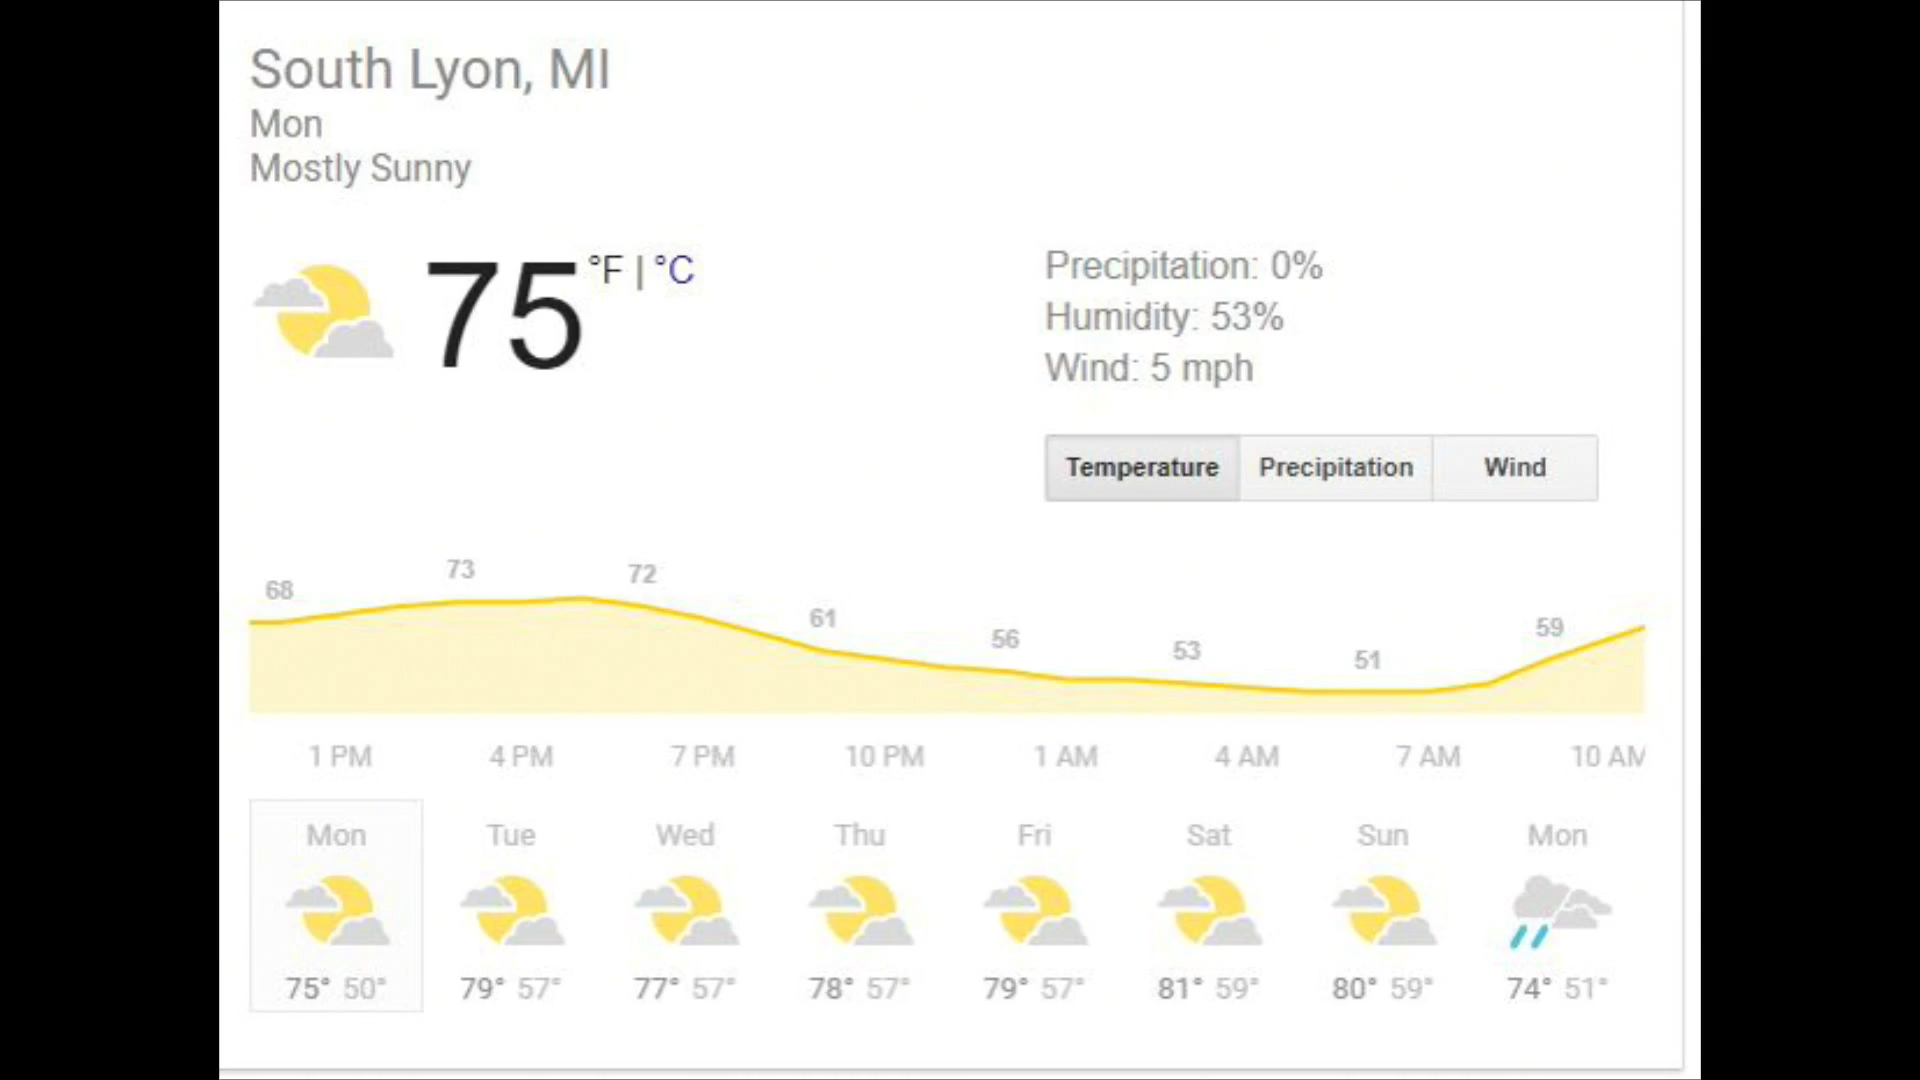 South Lyon, MI
Mon
Mostly Sunny
75 °F | °C
Precipitation: 0%
Humidity: 53%
Wind: 5 mph
Temperature Precipitation Wind
68 73 72 61 56 53 51 59
1 PM 4 PM 7 PM 10 PM 1 AM 4 AM 7 AM 10 AM
Mon Tue Wed Thu Fri Sat Sun Mon
75° 50° 79° 57° 77° 57° 78° 57° 79° 57° 81° 59° 80° 59° 74° 51°